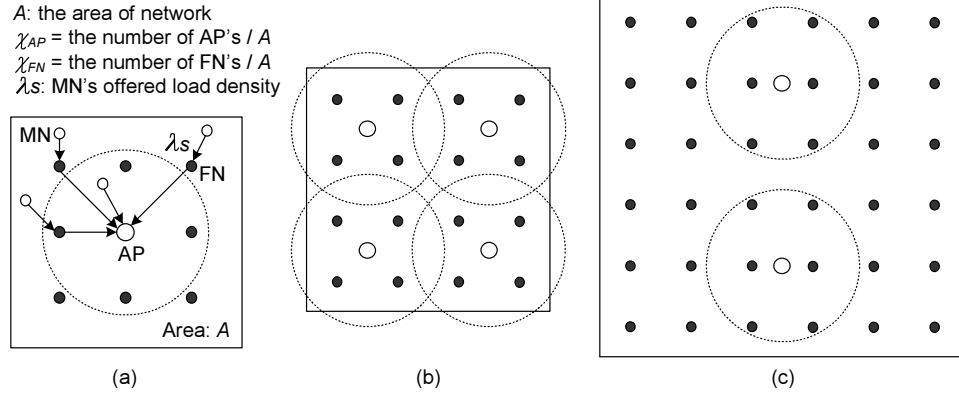 A: the area of network
χAP = the number of AP's / A
χFN = the number of FN's / A
λs: MN's offered load density
MN
λs
FN
AP
Area: A
(a)
(b)
(c)